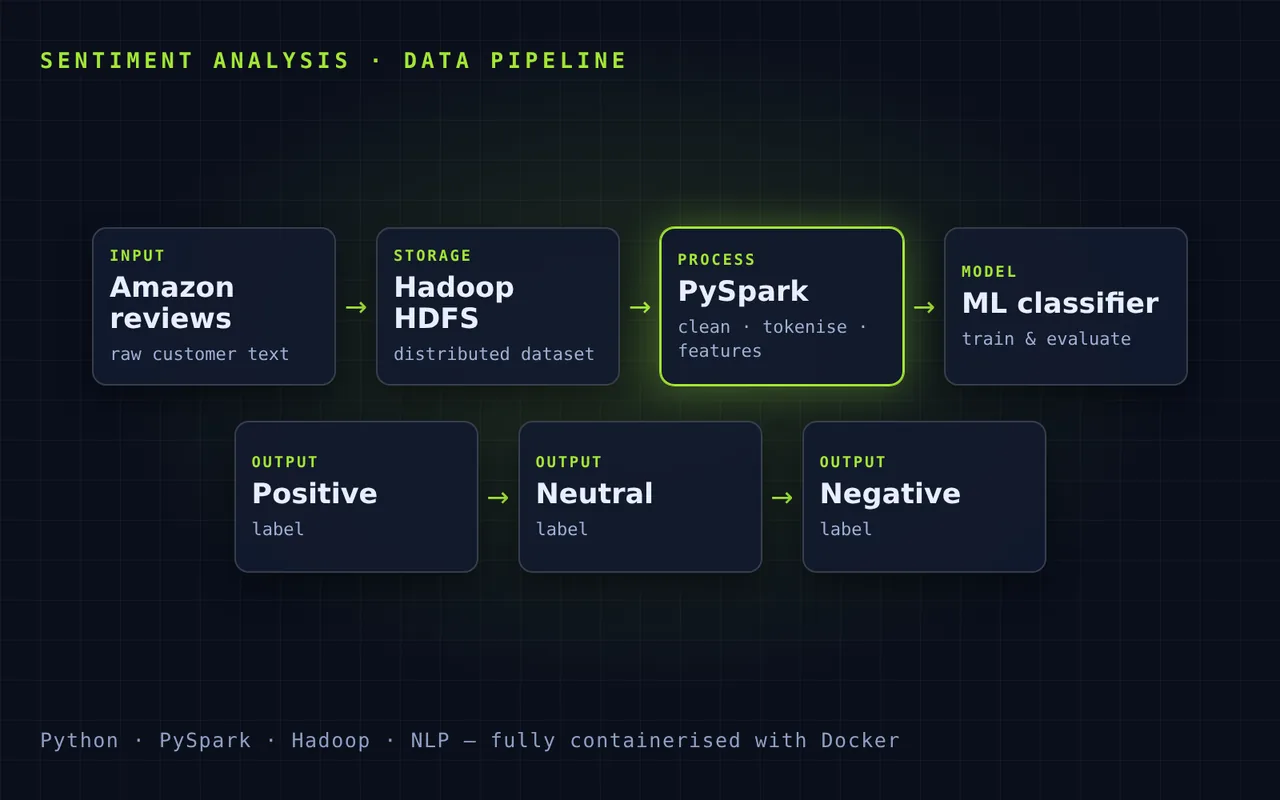 SENTIMENT ANALYSIS · DATA PIPELINE
INPUT
Amazon
reviews
raw customer text
→
STORAGE
Hadoop
HDFS
distributed dataset
→
PROCESS
PySpark
clean · tokenise ·
features
→
MODEL
ML classifier
train & evaluate
OUTPUT
Positive
label
→
OUTPUT
Neutral
label
→
OUTPUT
Negative
label
Python · PySpark · Hadoop · NLP — fully containerised with Docker